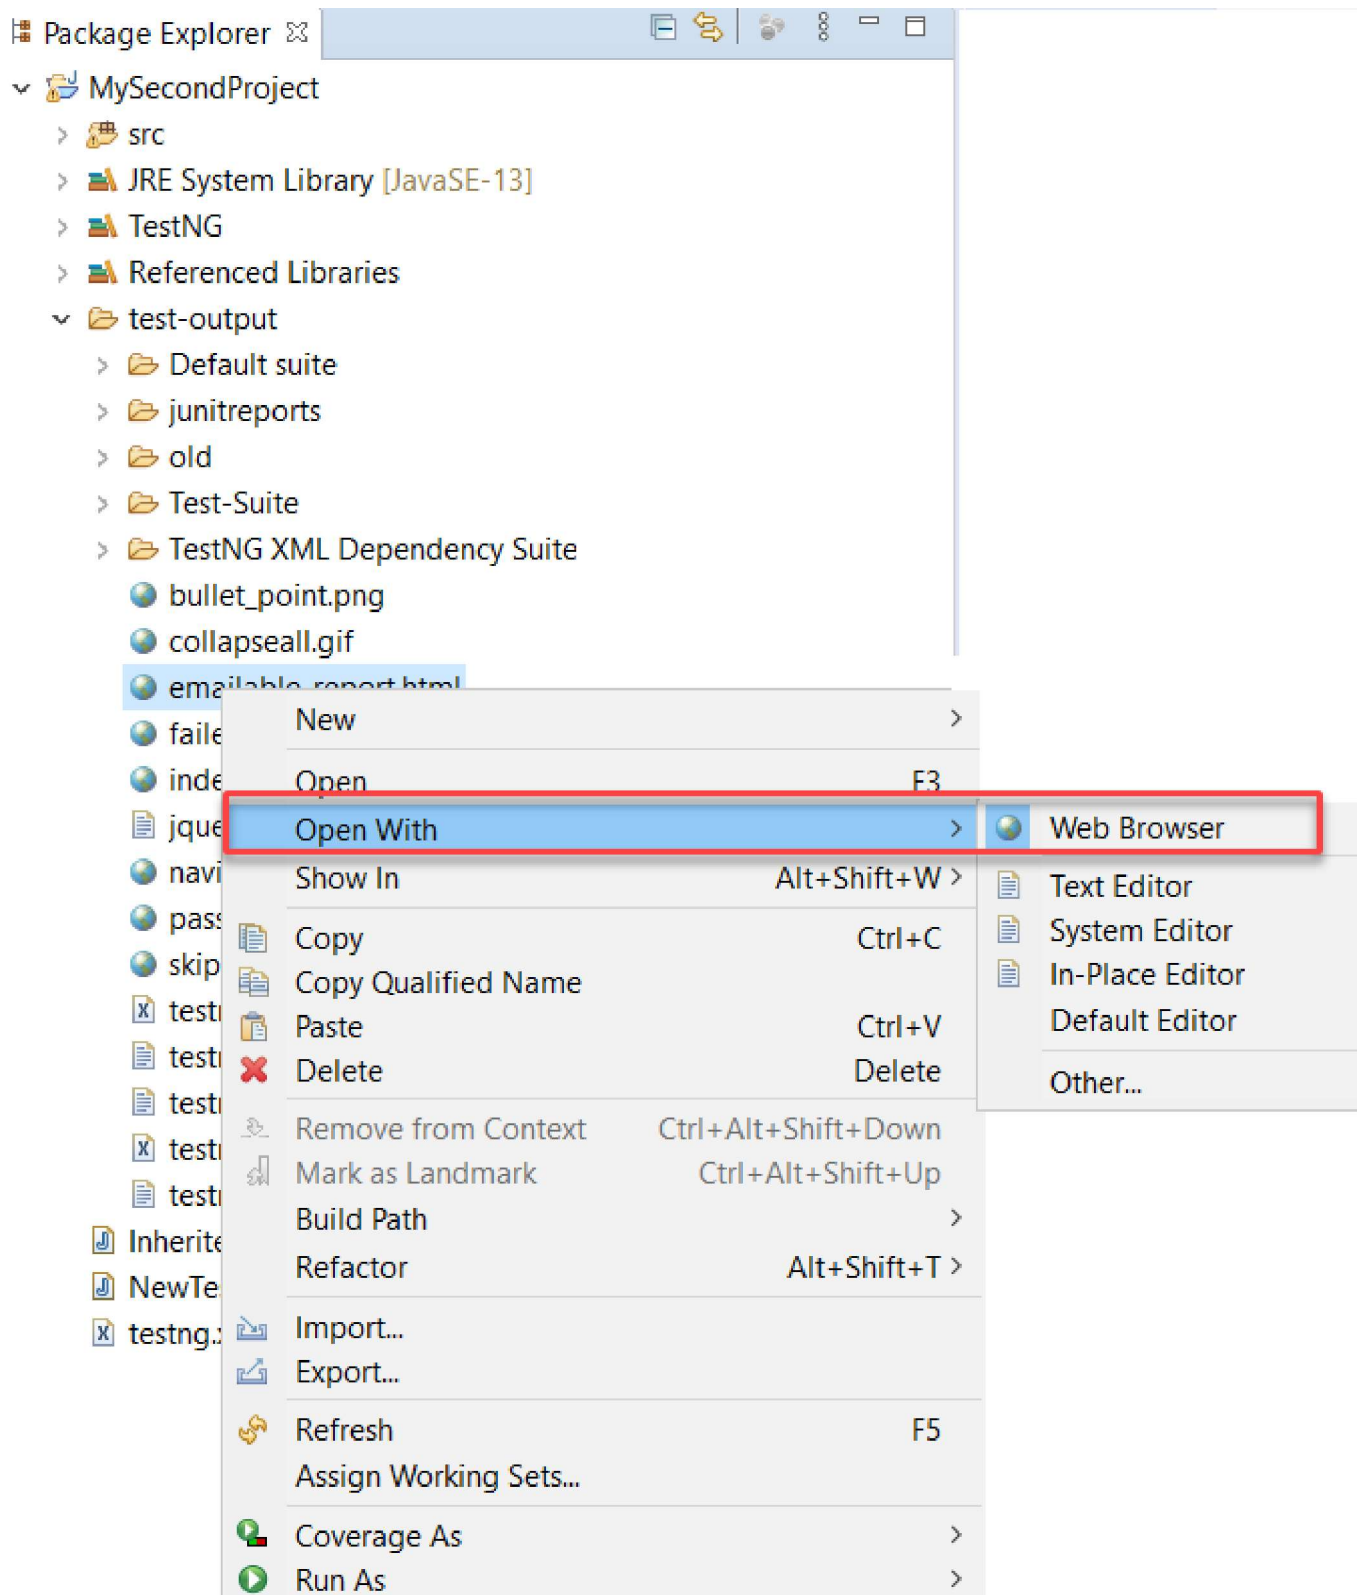 Package Explorer
MySecondProject
src
JRE System Library [JavaSE-13]
TestNG
Referenced Libraries
test-output
Default suite
junitreports
old
Test-Suite
TestNG XML Dependency Suite
bullet_point.png
collapseall.gif
emailable-report.html
New
Open F3
Open With
Web Browser
Show In Alt+Shift+W
Text Editor
Copy Ctrl+C
System Editor
Copy Qualified Name
In-Place Editor
Paste Ctrl+V
Default Editor
Delete Delete
Other...
Remove from Context Ctrl+Alt+Shift+Down
Mark as Landmark Ctrl+Alt+Shift+Up
Build Path
Refactor Alt+Shift+T
Import...
Export...
Refresh F5
Assign Working Sets...
Coverage As
Run As